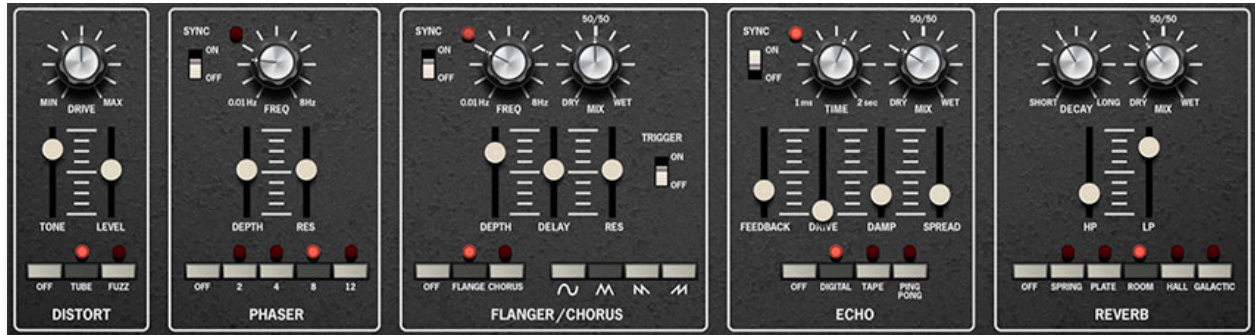 MIN DRIVE MAX
TONE LEVEL
OFF TUBE FUZZ
DISTORT
SYNC
ON
OFF
0.01 Hz FREQ 8Hz
DEPTH RES
OFF 2 4 8 12
PHASER
SYNC
ON
OFF
50/50
0.01 Hz FREQ 8Hz DRY MIX WET
TRIGGER
ON
OFF
DEPTH DELAY RES
OFF FLANGE CHORUS
FLANGER/CHORUS
SYNC
ON
OFF
50/50
1 ms TIME 2 sec DRY MIX WET
FEEDBACK DRIVE DAMP SPREAD
OFF DIGITAL TAPE PING
PONG
ECHO
50/50
SHORT DECAY LONG DRY MIX WET
HP LP
OFF SPRING PLATE ROOM HALL GALACTIC
REVERB